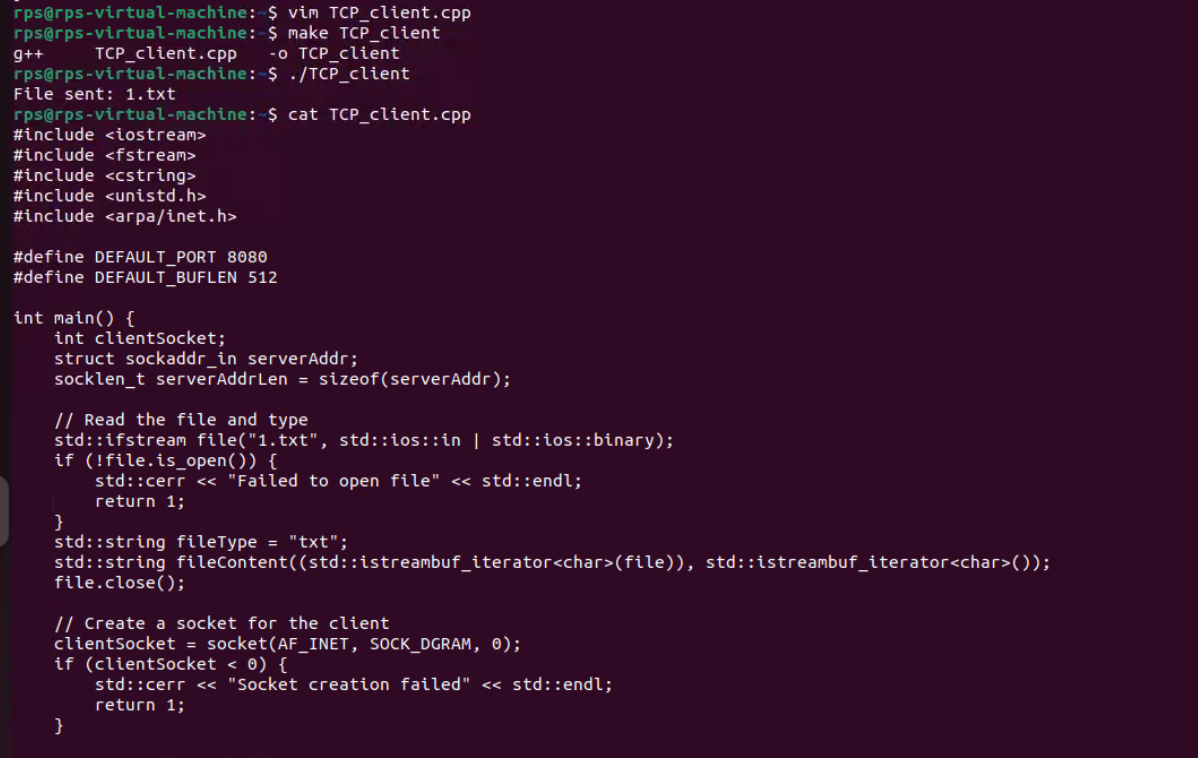 rps@rps-virtual-machine:~$ vim TCP_client.cpp
rps@rps-virtual-machine:~$ make TCP_client
g++     TCP_client.cpp   -o TCP_client
rps@rps-virtual-machine:~$ ./TCP_client
File sent: 1.txt
rps@rps-virtual-machine:~$ cat TCP_client.cpp
#include <iostream>
#include <fstream>
#include <cstring>
#include <unistd.h>
#include <arpa/inet.h>

#define DEFAULT_PORT 8080
#define DEFAULT_BUFLEN 512

int main() {
    int clientSocket;
    struct sockaddr_in serverAddr;
    socklen_t serverAddrLen = sizeof(serverAddr);

    // Read the file and type
    std::ifstream file("1.txt", std::ios::in | std::ios::binary);
    if (!file.is_open()) {
        std::cerr << "Failed to open file" << std::endl;
        return 1;
    }
    std::string fileType = "txt";
    std::string fileContent((std::istreambuf_iterator<char>(file)), std::istreambuf_iterator<char>());
    file.close();

    // Create a socket for the client
    clientSocket = socket(AF_INET, SOCK_DGRAM, 0);
    if (clientSocket < 0) {
        std::cerr << "Socket creation failed" << std::endl;
        return 1;
    }